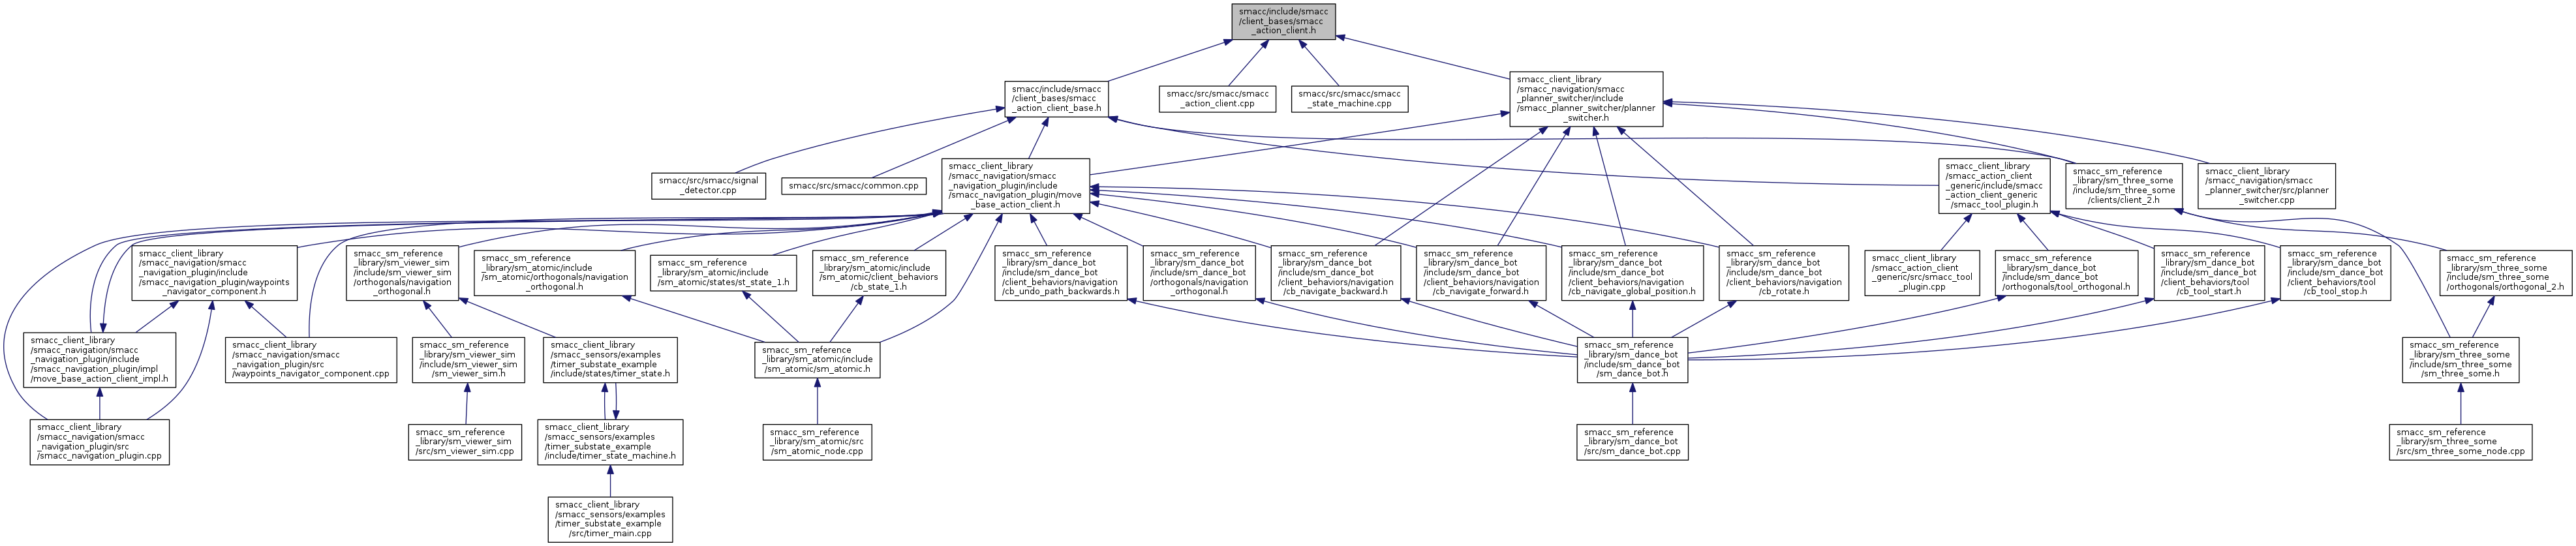 smacc/include/smacc
/client_bases/smacc
_action_client.h
smacc/include/smacc
/client_bases/smacc
_action_client_base.h
smacc/src/smacc/smacc
_action_client.cpp
smacc/src/smacc/smacc
_state_machine.cpp
smacc_client_library
/smacc_navigation/smacc
_planner_switcher/include
/smacc_planner_switcher/planner
_switcher.h
smacc/src/smacc/signal
_detector.cpp
smacc/src/smacc/common.cpp
smacc_client_library
/smacc_navigation/smacc
_navigation_plugin/include
/smacc_navigation_plugin/move
_base_action_client.h
smacc_client_library
/smacc_action_client
_generic/include/smacc
_action_client_generic
/smacc_tool_plugin.h
smacc_sm_reference
_library/sm_three_some
/include/sm_three_some
/clients/client_2.h
smacc_client_library
/smacc_navigation/smacc
_planner_switcher/src/planner
_switcher.cpp
smacc_client_library
/smacc_navigation/smacc
_navigation_plugin/include
/smacc_navigation_plugin/waypoints
_navigator_component.h
smacc_sm_reference
_library/sm_viewer_sim
/include/sm_viewer_sim
/orthogonals/navigation
_orthogonal.h
smacc_sm_reference
_library/sm_atomic/include
/sm_atomic/orthogonals/navigation
_orthogonal.h
smacc_sm_reference
_library/sm_atomic/include
/sm_atomic/states/st_state_1.h
smacc_sm_reference
_library/sm_atomic/include
/sm_atomic/client_behaviors
/cb_state_1.h
smacc_sm_reference
_library/sm_dance_bot
/include/sm_dance_bot
/client_behaviors/navigation
/cb_undo_path_backwards.h
smacc_sm_reference
_library/sm_dance_bot
/include/sm_dance_bot
/orthogonals/navigation
_orthogonal.h
smacc_sm_reference
_library/sm_dance_bot
/include/sm_dance_bot
/client_behaviors/navigation
/cb_navigate_backward.h
smacc_sm_reference
_library/sm_dance_bot
/include/sm_dance_bot
/client_behaviors/navigation
/cb_navigate_forward.h
smacc_sm_reference
_library/sm_dance_bot
/include/sm_dance_bot
/client_behaviors/navigation
/cb_navigate_global_position.h
smacc_sm_reference
_library/sm_dance_bot
/include/sm_dance_bot
/client_behaviors/navigation
/cb_rotate.h
smacc_client_library
/smacc_action_client
_generic/src/smacc_tool
_plugin.cpp
smacc_sm_reference
_library/sm_dance_bot
/include/sm_dance_bot
/orthogonals/tool_orthogonal.h
smacc_sm_reference
_library/sm_dance_bot
/include/sm_dance_bot
/client_behaviors/tool
/cb_tool_start.h
smacc_sm_reference
_library/sm_dance_bot
/include/sm_dance_bot
/client_behaviors/tool
/cb_tool_stop.h
smacc_sm_reference
_library/sm_three_some
/include/sm_three_some
/orthogonals/orthogonal_2.h
smacc_client_library
/smacc_navigation/smacc
_navigation_plugin/include
/smacc_navigation_plugin/impl
/move_base_action_client_impl.h
smacc_client_library
/smacc_navigation/smacc
_navigation_plugin/src
/waypoints_navigator_component.cpp
smacc_sm_reference
_library/sm_viewer_sim
/include/sm_viewer_sim
/sm_viewer_sim.h
smacc_client_library
/smacc_sensors/examples
/timer_substate_example
/include/states/timer_state.h
smacc_sm_reference
_library/sm_atomic/include
/sm_atomic/sm_atomic.h
smacc_sm_reference
_library/sm_dance_bot
/include/sm_dance_bot
/sm_dance_bot.h
smacc_sm_reference
_library/sm_three_some
/include/sm_three_some
/sm_three_some.h
smacc_client_library
/smacc_navigation/smacc
_navigation_plugin/src
/smacc_navigation_plugin.cpp
smacc_sm_reference
_library/sm_viewer_sim
/src/sm_viewer_sim.cpp
smacc_client_library
/smacc_sensors/examples
/timer_substate_example
/include/timer_state_machine.h
smacc_sm_reference
_library/sm_atomic/src
/sm_atomic_node.cpp
smacc_sm_reference
_library/sm_dance_bot
/src/sm_dance_bot.cpp
smacc_sm_reference
_library/sm_three_some
/src/sm_three_some_node.cpp
smacc_client_library
/smacc_sensors/examples
/timer_substate_example
/src/timer_main.cpp